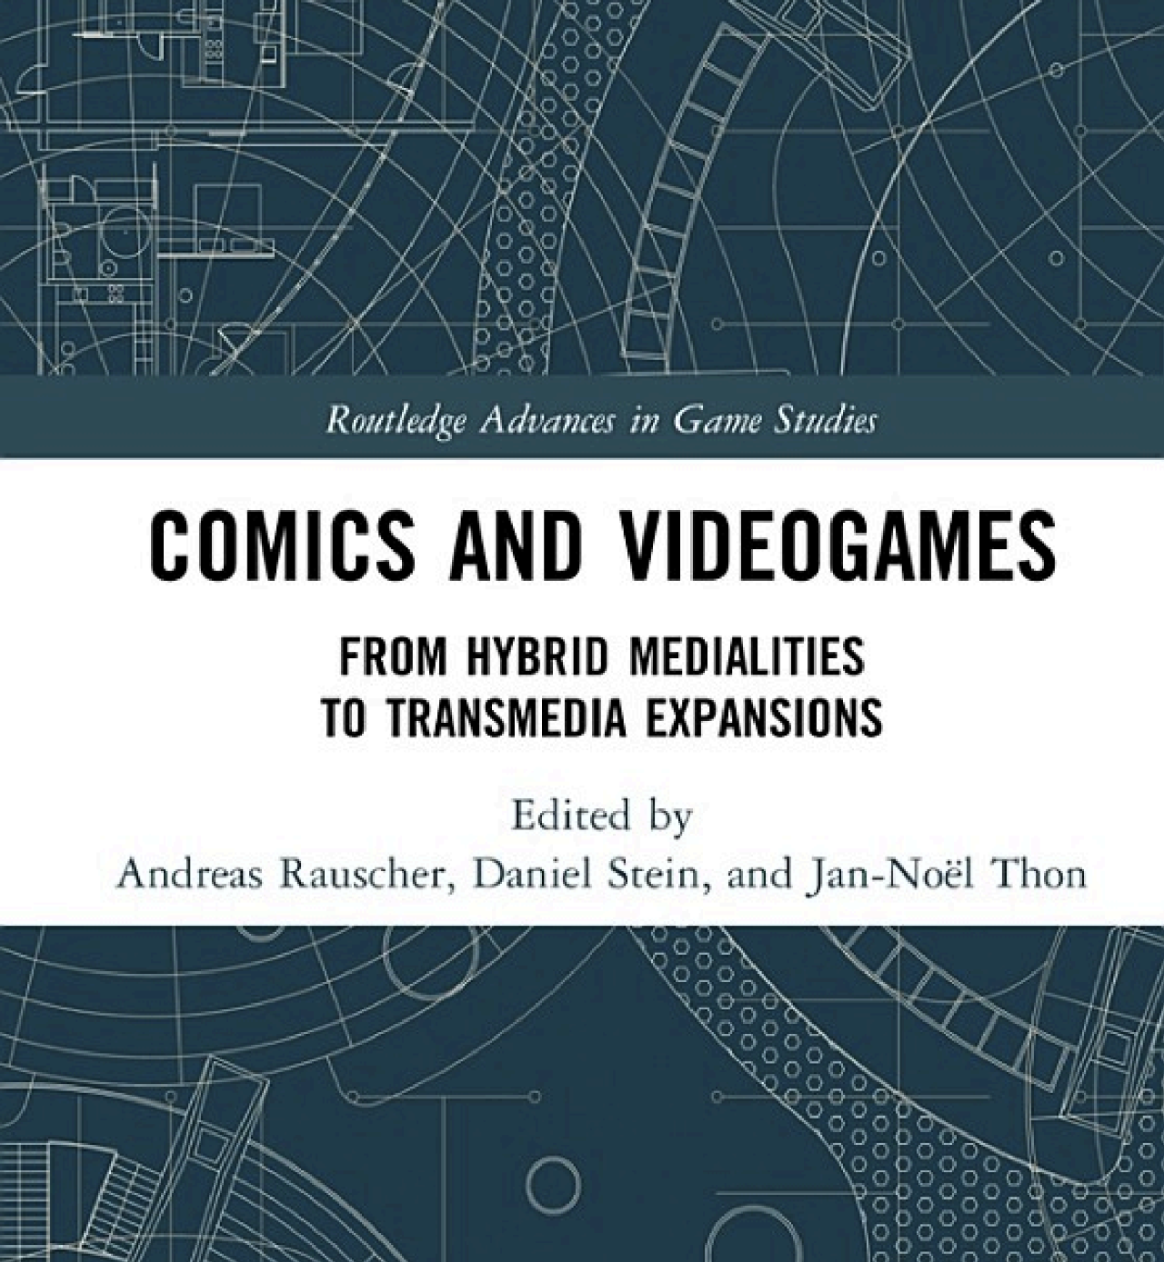 Routledge Advances in Game Studies
COMICS AND VIDEOGAMES
FROM HYBRID MEDIALITIES
TO TRANSMEDIA EXPANSIONS
Edited by
Andreas Rauscher, Daniel Stein, and Jan-Noël Thon